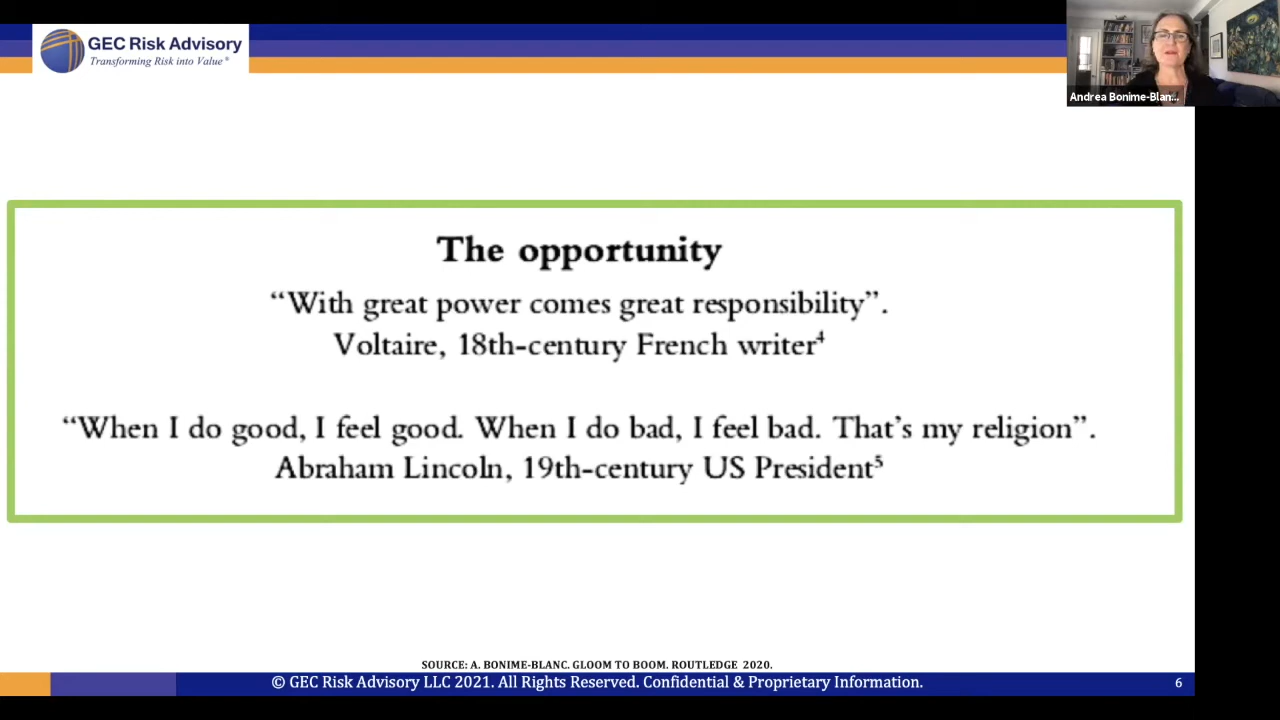 GEC Risk Advisory
Transforming Risk into Value®
Andrea Bonime-Blan...
The opportunity
“With great power comes great responsibility”.
Voltaire, 18th-century French writer⁴
“When I do good, I feel good. When I do bad, I feel bad. That’s my religion”.
Abraham Lincoln, 19th-century US President⁵
SOURCE: A. BONIME-BLANC. GLOOM TO BOOM. ROUTLEDGE 2020.
© GEC Risk Advisory LLC 2021. All Rights Reserved. Confidential & Proprietary Information.
6